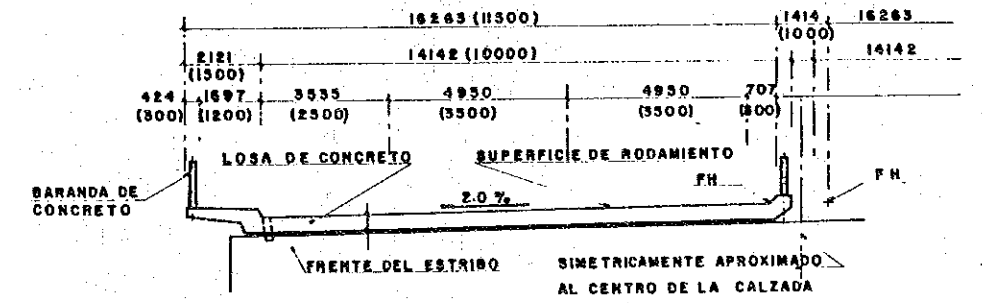 16263 (11500)
1414
(1000)
16263
2121
(1500)
14142 (10000)
14142
424
(300)
1697
(1200)
3535
(2500)
4950
(3500)
4950
(3500)
707
(500)
LOSA DE CONCRETO
SUPERFICIE DE RODAMIENTO
BARANDA DE
CONCRETO
2.0 %
FH
FH
FRENTE DEL ESTRIBO
SIMETRICAMENTE APROXIMADO
AL CENTRO DE LA CALZADA